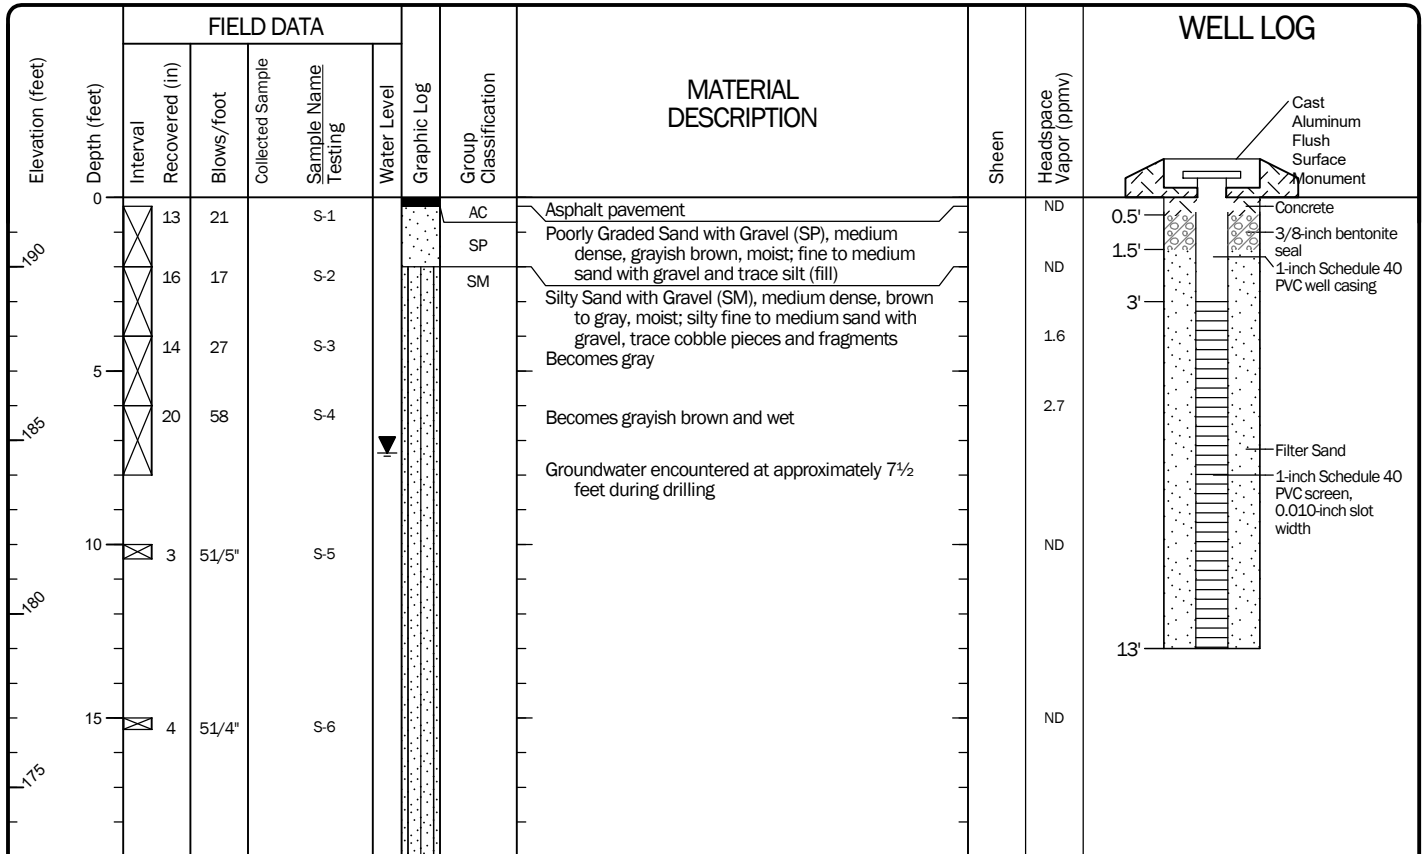 FIELD DATA
WELL LOG
Elevation (feet)
Depth (feet)
Interval
Recovered (in)
Blows/foot
Collected Sample
Sample Name
Testing
Water Level
Graphic Log
Group
Classification
MATERIAL
DESCRIPTION
Sheen
Headspace
Vapor (ppmv)
Cast
Aluminum
Flush
Surface
Monument
0
13 21 S-1 AC Asphalt pavement ND
0.5' Concrete
SP Poorly Graded Sand with Gravel (SP), medium
dense, grayish brown, moist; fine to medium
sand with gravel and trace silt (fill)
1.5' 3/8-inch bentonite
seal
190
16 17 S-2 SM ND
1-inch Schedule 40
PVC well casing
Silty Sand with Gravel (SM), medium dense, brown
to gray, moist; silty fine to medium sand with
gravel, trace cobble pieces and fragments
3'
14 27 S-3 1.6
Becomes gray
5
20 58 S-4 Becomes grayish brown and wet 2.7
185
Groundwater encountered at approximately 7½
feet during drilling
Filter Sand
1-inch Schedule 40
PVC screen,
0.010-inch slot
width
10 3 51/5" S-5 ND
180
13'
15 4 51/4" S-6 ND
175